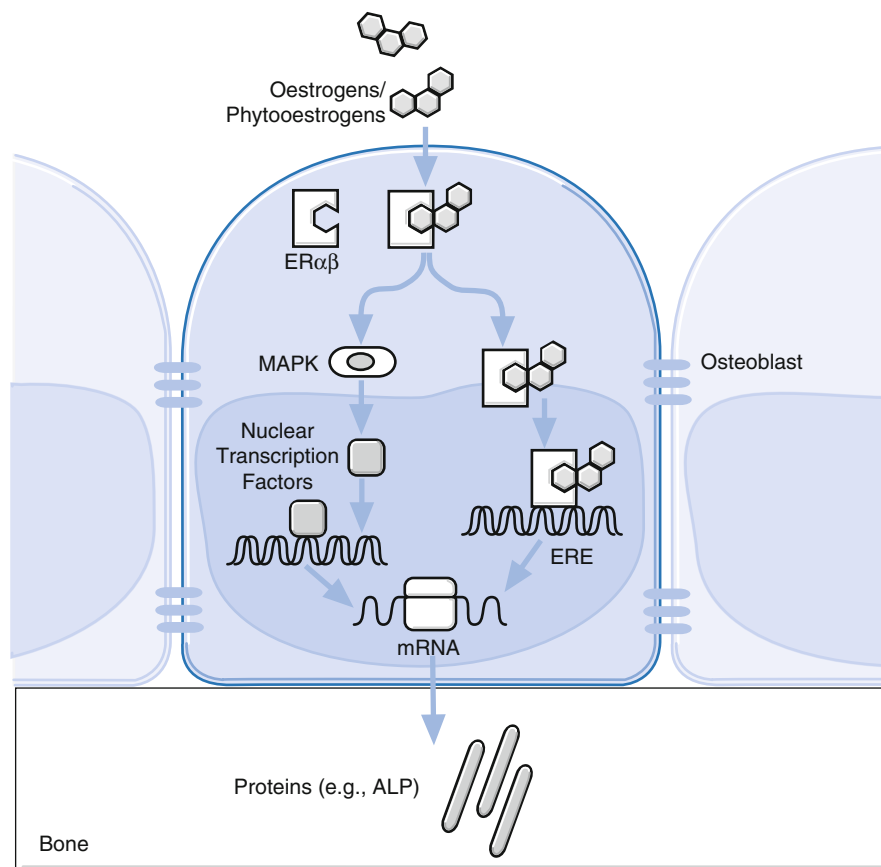 Oestrogens/
Phytooestrogens
ERαβ
MAPK
Osteoblast
Nuclear
Transcription
Factors
ERE
mRNA
Proteins (e.g., ALP)
Bone